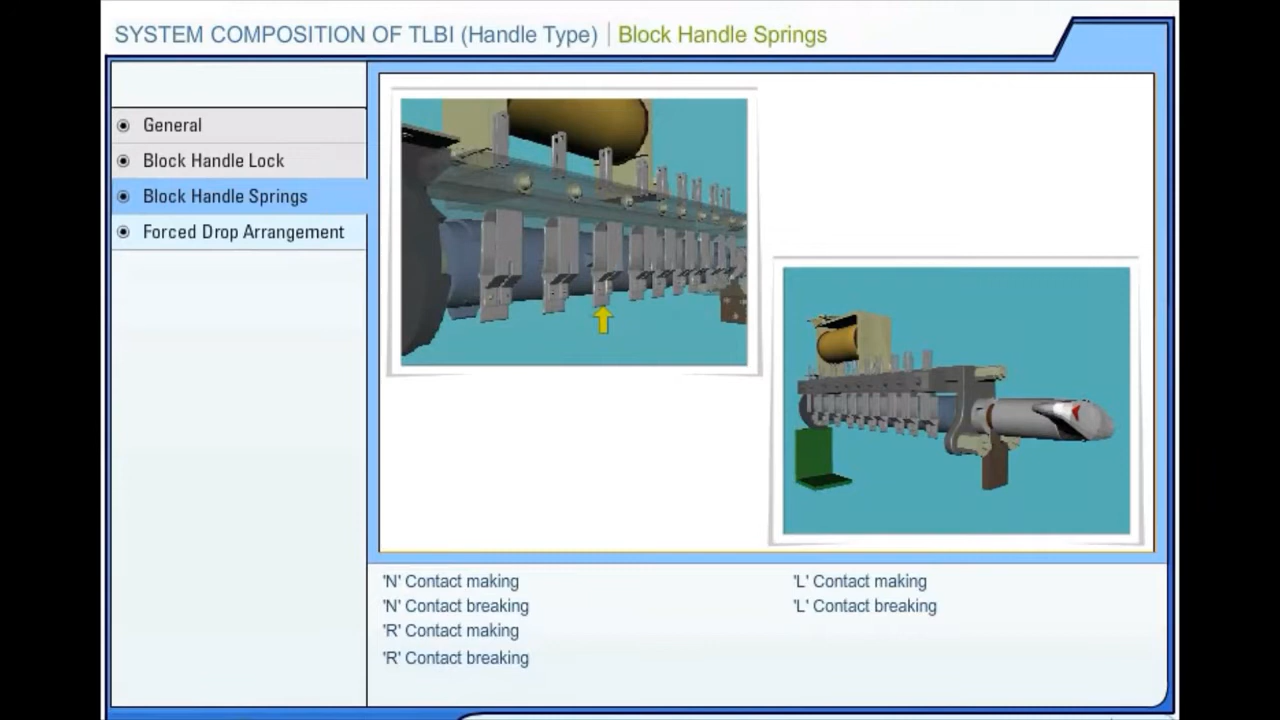 SYSTEM COMPOSITION OF TLBI (Handle Type) | Block Handle Springs
General
Block Handle Lock
Block Handle Springs
Forced Drop Arrangement
'N' Contact making
'N' Contact breaking
'R' Contact making
'R' Contact breaking
'L' Contact making
'L' Contact breaking